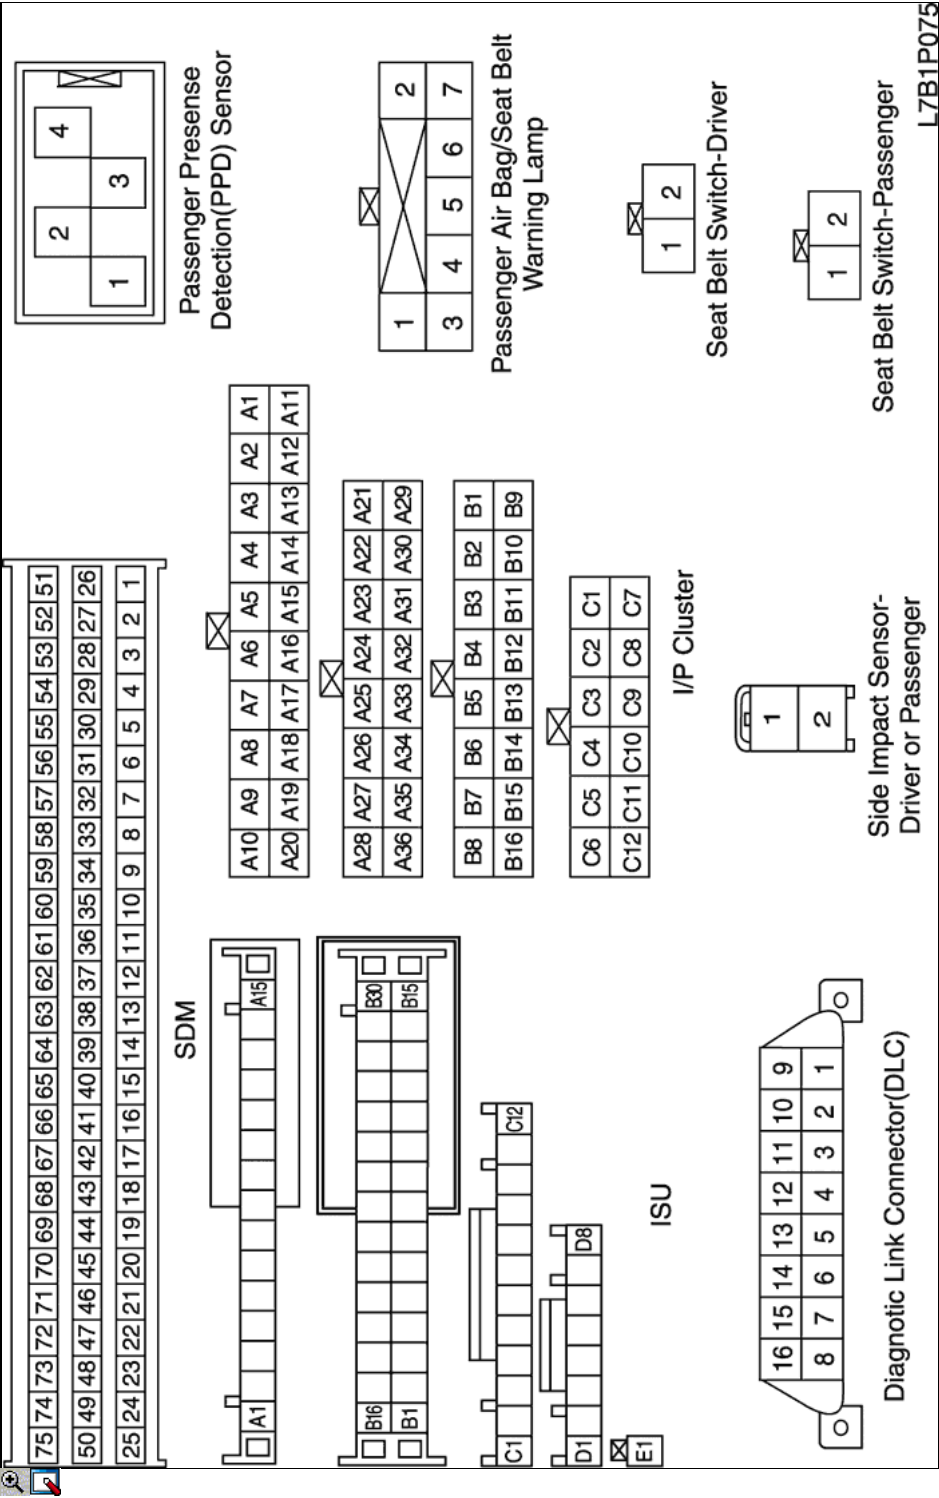 75 74 73 72 71 70 69 68 67 66 65 64 63 62 61 60 59 58 57 56 55 54 53 52 51
50 49 48 47 46 45 44 43 42 41 40 39 38 37 36 35 34 33 32 31 30 29 28 27 26
25 24 23 22 21 20 19 18 17 16 15 14 13 12 11 10 9 8 7 6 5 4 3 2 1
SDM
2 4
1 3
Passenger Presense
Detection(PPD) Sensor
A1 A15
B16 B30
B1 B15
C1 C12
D1 D8
E1
ISU
A10 A9 A8 A7 A6 A5 A4 A3 A2 A1
A20 A19 A18 A17 A16 A15 A14 A13 A12 A11
A28 A27 A26 A25 A24 A23 A22 A21
A36 A35 A34 A33 A32 A31 A30 A29
B8 B7 B6 B5 B4 B3 B2 B1
B16 B15 B14 B13 B12 B11 B10 B9
C6 C5 C4 C3 C2 C1
C12 C11 C10 C9 C8 C7
I/P Cluster
1 2
3 4 5 6 7
Passenger Air Bag/Seat Belt
Warning Lamp
1 2
Seat Belt Switch-Driver
16 15 14 13 12 11 10 9
8 7 6 5 4 3 2 1
Diagnotic Link Connector(DLC)
1
2
Side Impact Sensor-
Driver or Passenger
1 2
Seat Belt Switch-Passenger
L7B1P075